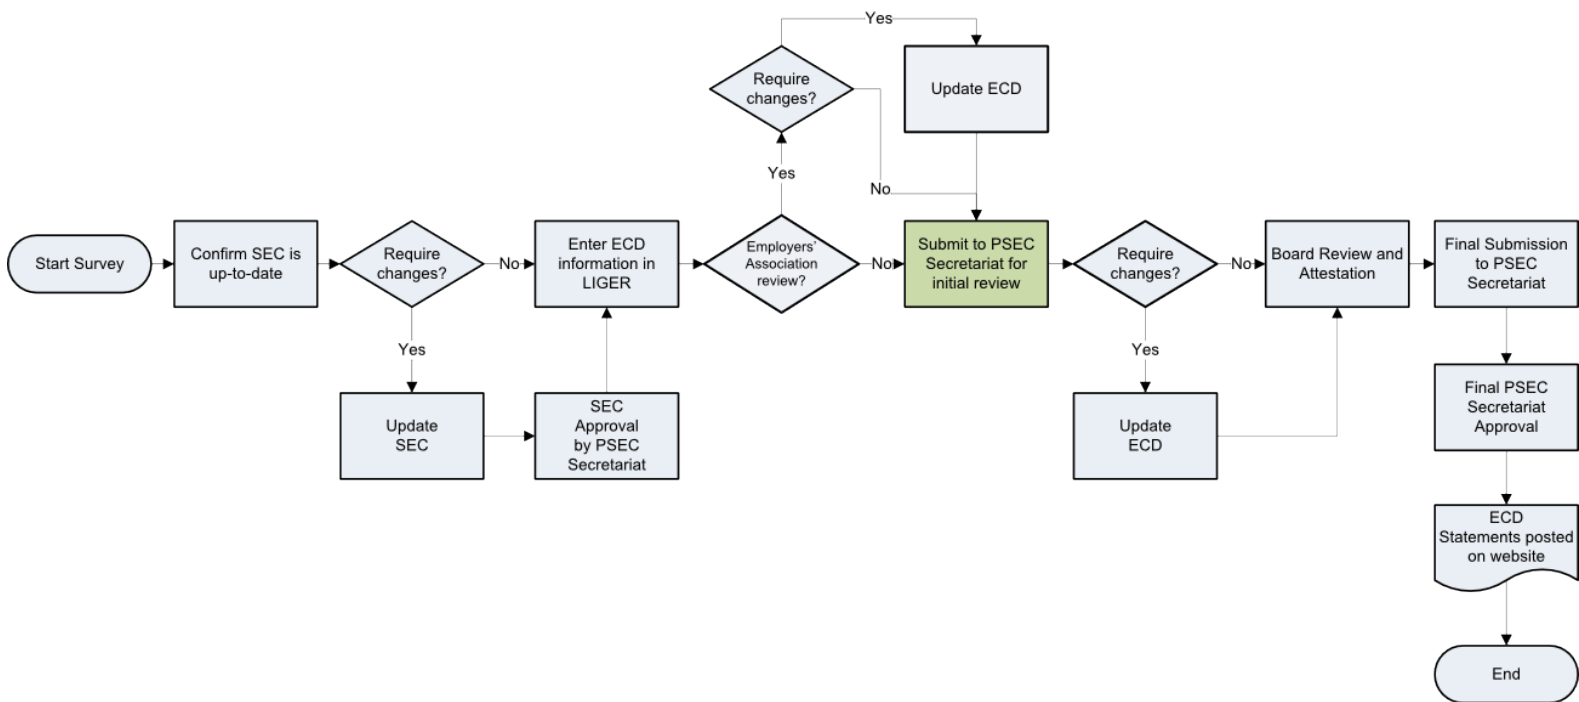 Yes
Require
changes?
Update ECD
Yes
No
Start Survey
Confirm SEC is
up-to-date
Require
changes?
No
Enter ECD
information in
LIGER
Employers'
Association
review?
No
Submit to PSEC
Secretariat for
initial review
Require
changes?
No
Board Review and
Attestation
Final Submission
to PSEC
Secretariat
Yes
Update
SEC
SEC
Approval
by PSEC
Secretariat
Yes
Update
ECD
Final PSEC
Secretariat
Approval
ECD
Statements posted
on website
End